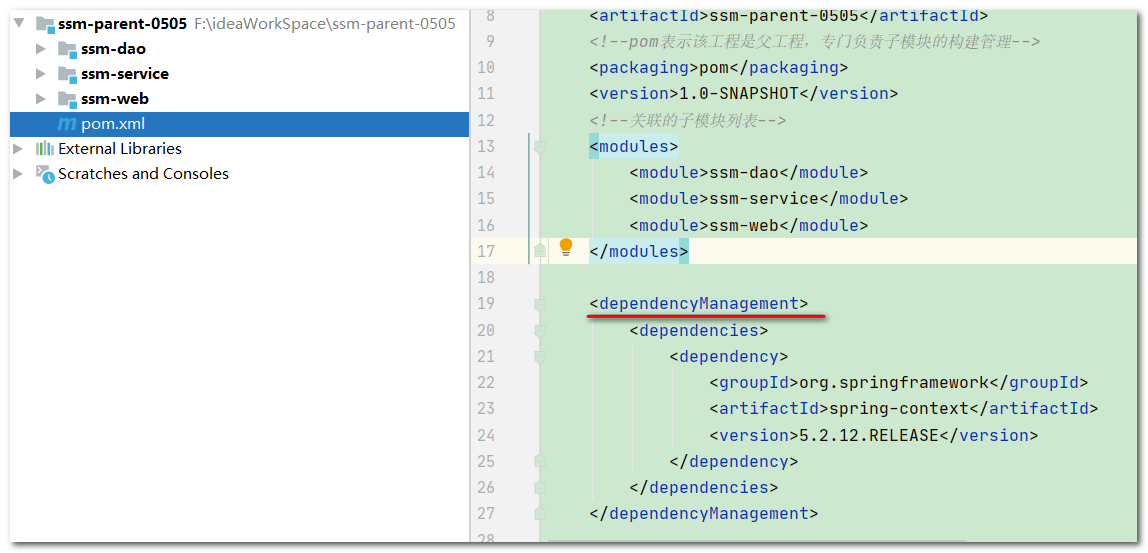 ssm-parent-0505 F:\ideaWorkSpace\ssm-parent-0505
ssm-dao
ssm-service
ssm-web
pom.xml
External Libraries
Scratches and Consoles
8 <artifactId>ssm-parent-0505</artifactId>
9 <!--pom表示该工程是父工程，专门负责子模块的构建管理-->
10 <packaging>pom</packaging>
11 <version>1.0-SNAPSHOT</version>
12 <!--关联的子模块列表-->
13 <modules>
14 <module>ssm-dao</module>
15 <module>ssm-service</module>
16 <module>ssm-web</module>
17 </modules>
18
19 <dependencyManagement>
20 <dependencies>
21 <dependency>
22 <groupId>org.springframework</groupId>
23 <artifactId>spring-context</artifactId>
24 <version>5.2.12.RELEASE</version>
25 </dependency>
26 </dependencies>
27 </dependencyManagement>
28